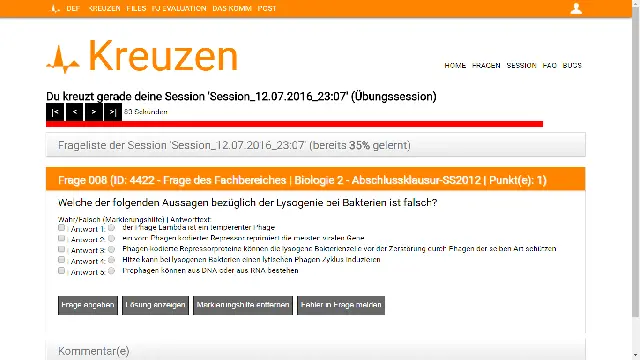 DEF KREUZEN FILES PJ EVALUATION DAS KOMM POST
Kreuzen
HOME FRAGEN SESSION FAQ BUGS
Du kreuzt gerade deine Session 'Session_12.07.2016_23:07' (Übungssession)
|< < > >| 83 Sekunden
Frageliste der Session 'Session_12.07.2016_23:07' (bereits 35% gelernt)
Frage 008 (ID: 4422 - Frage des Fachbereiches | Biologie 2 - Abschlussklausur-SS2012 | Punkt(e): 1)
Welche der folgenden Aussagen bezüglich der Lysogenie bei Bakterien ist falsch?
Wahr/Falsch (Markierungshilfe) | Antworttext:
| Antwort 1: der Phage Lambda ist ein temperenter Phage
| Antwort 2: ein vom Phagen kodierter Repressor reprimiert die meisten viralen Gene
| Antwort 3: Phagen-kodierte Repressorproteine können die lysogene Bakterienzelle vor der Zerstörung durch Phagen der selben Art schützen
| Antwort 4: Hitze kann bei lysogenen Bakterien einen lytischen Phagen Zyklus induzieren
| Antwort 5: Prophagen können aus DNA oder aus RNA bestehen
Frage abgeben Lösung anzeigen Markierungshilfe entfernen Fehler in Frage melden
Kommentar(e)